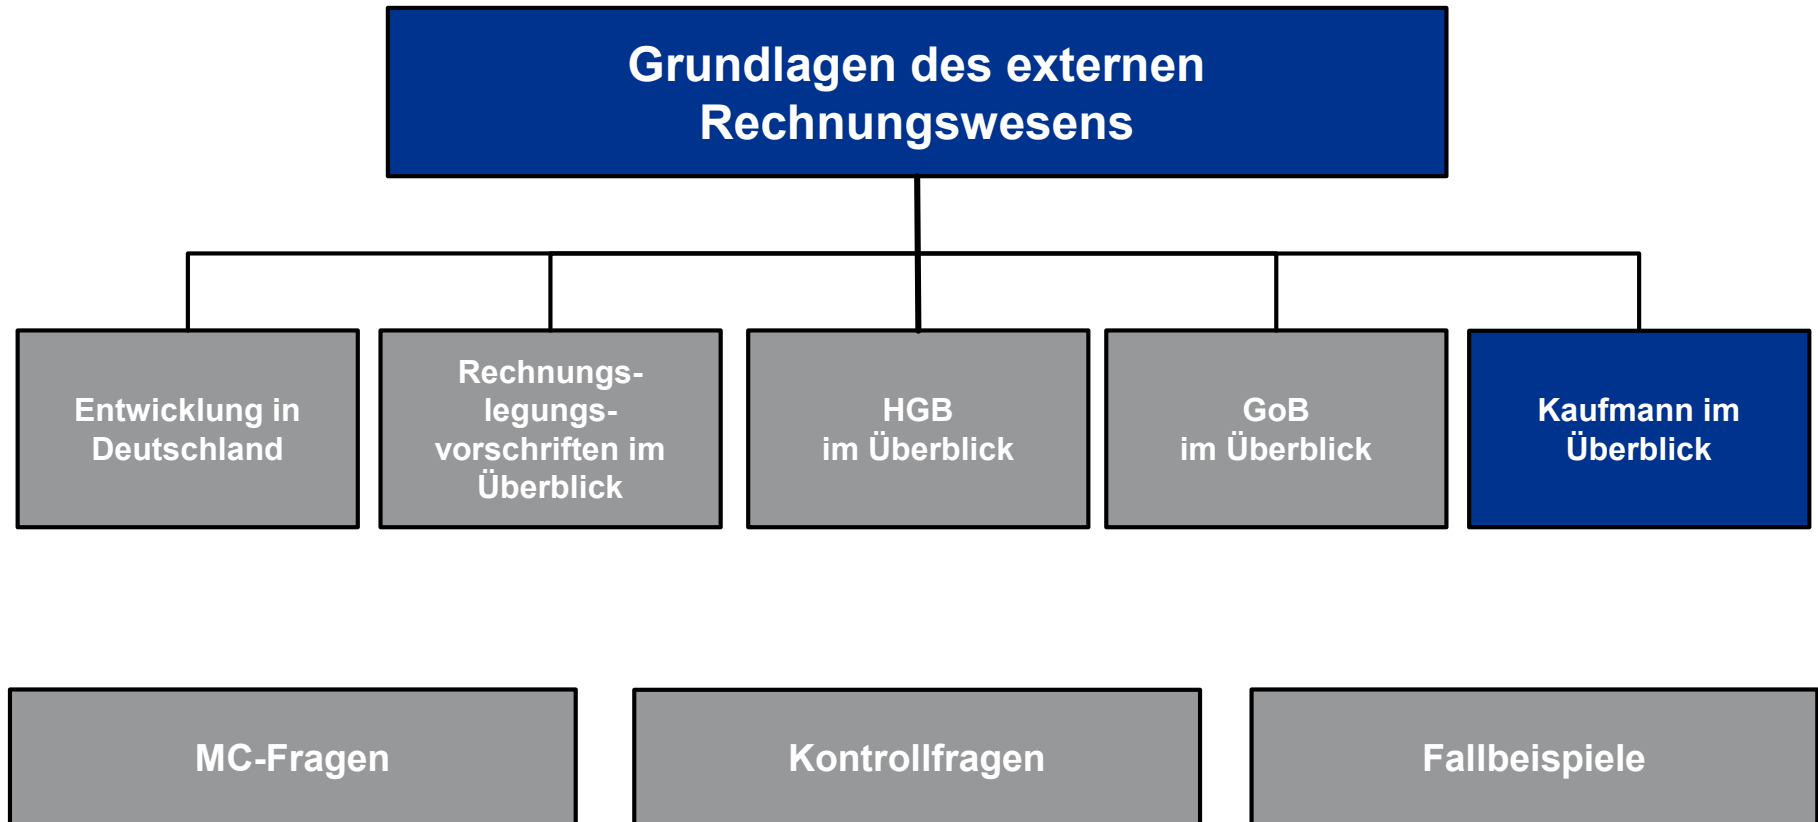 Grundlagen des externen
Rechnungswesens
Entwicklung in
Deutschland
Rechnungs-
legungs-
vorschriften im
Überblick
HGB
im Überblick
GoB
im Überblick
Kaufmann im
Überblick
MC-Fragen
Kontrollfragen
Fallbeispiele